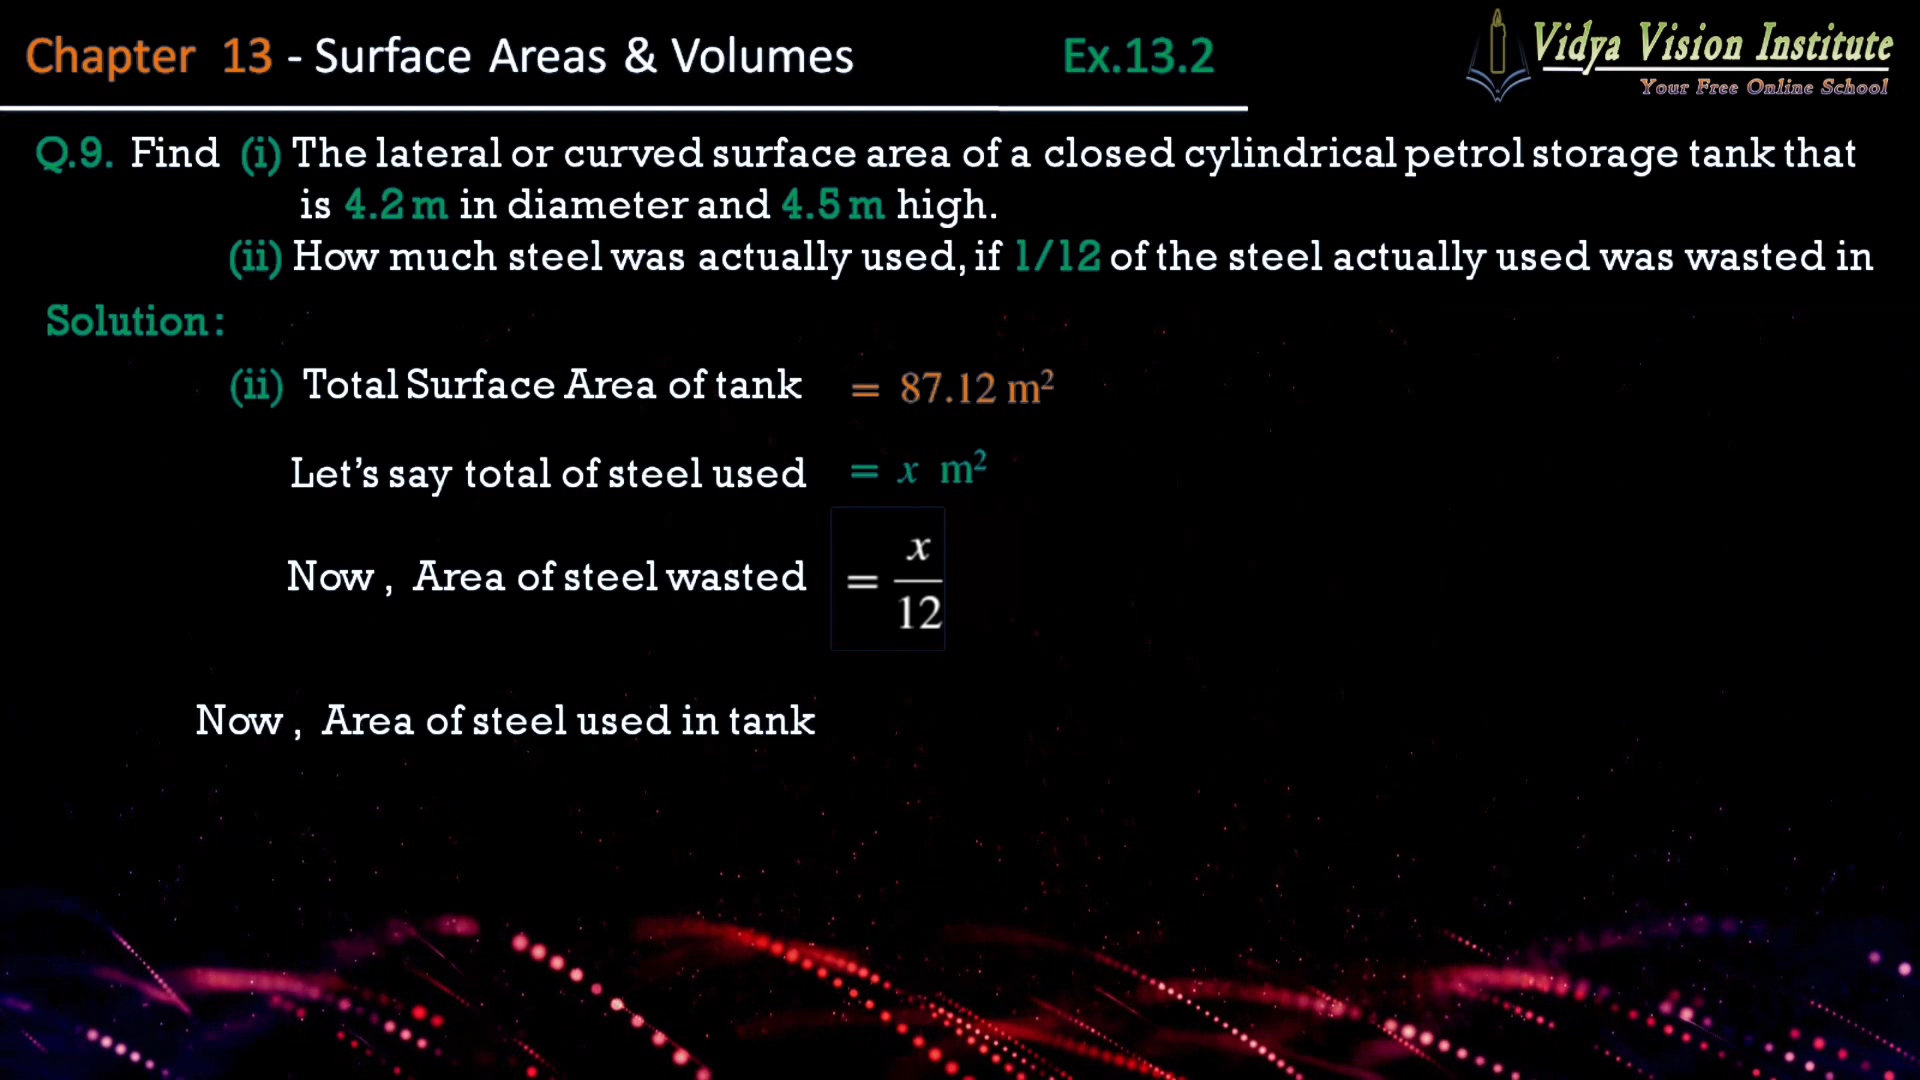 Chapter 13 - Surface Areas & Volumes Ex.13.2
Vidya Vision Institute
Your Free Online School
Q.9. Find (i) The lateral or curved surface area of a closed cylindrical petrol storage tank that
is 4.2 m in diameter and 4.5 m high.
(ii) How much steel was actually used, if 1/12 of the steel actually used was wasted in
Solution:
(ii) Total Surface Area of tank = 87.12 m²
Let's say total of steel used = x m²
Now , Area of steel wasted = x/12
Now , Area of steel used in tank